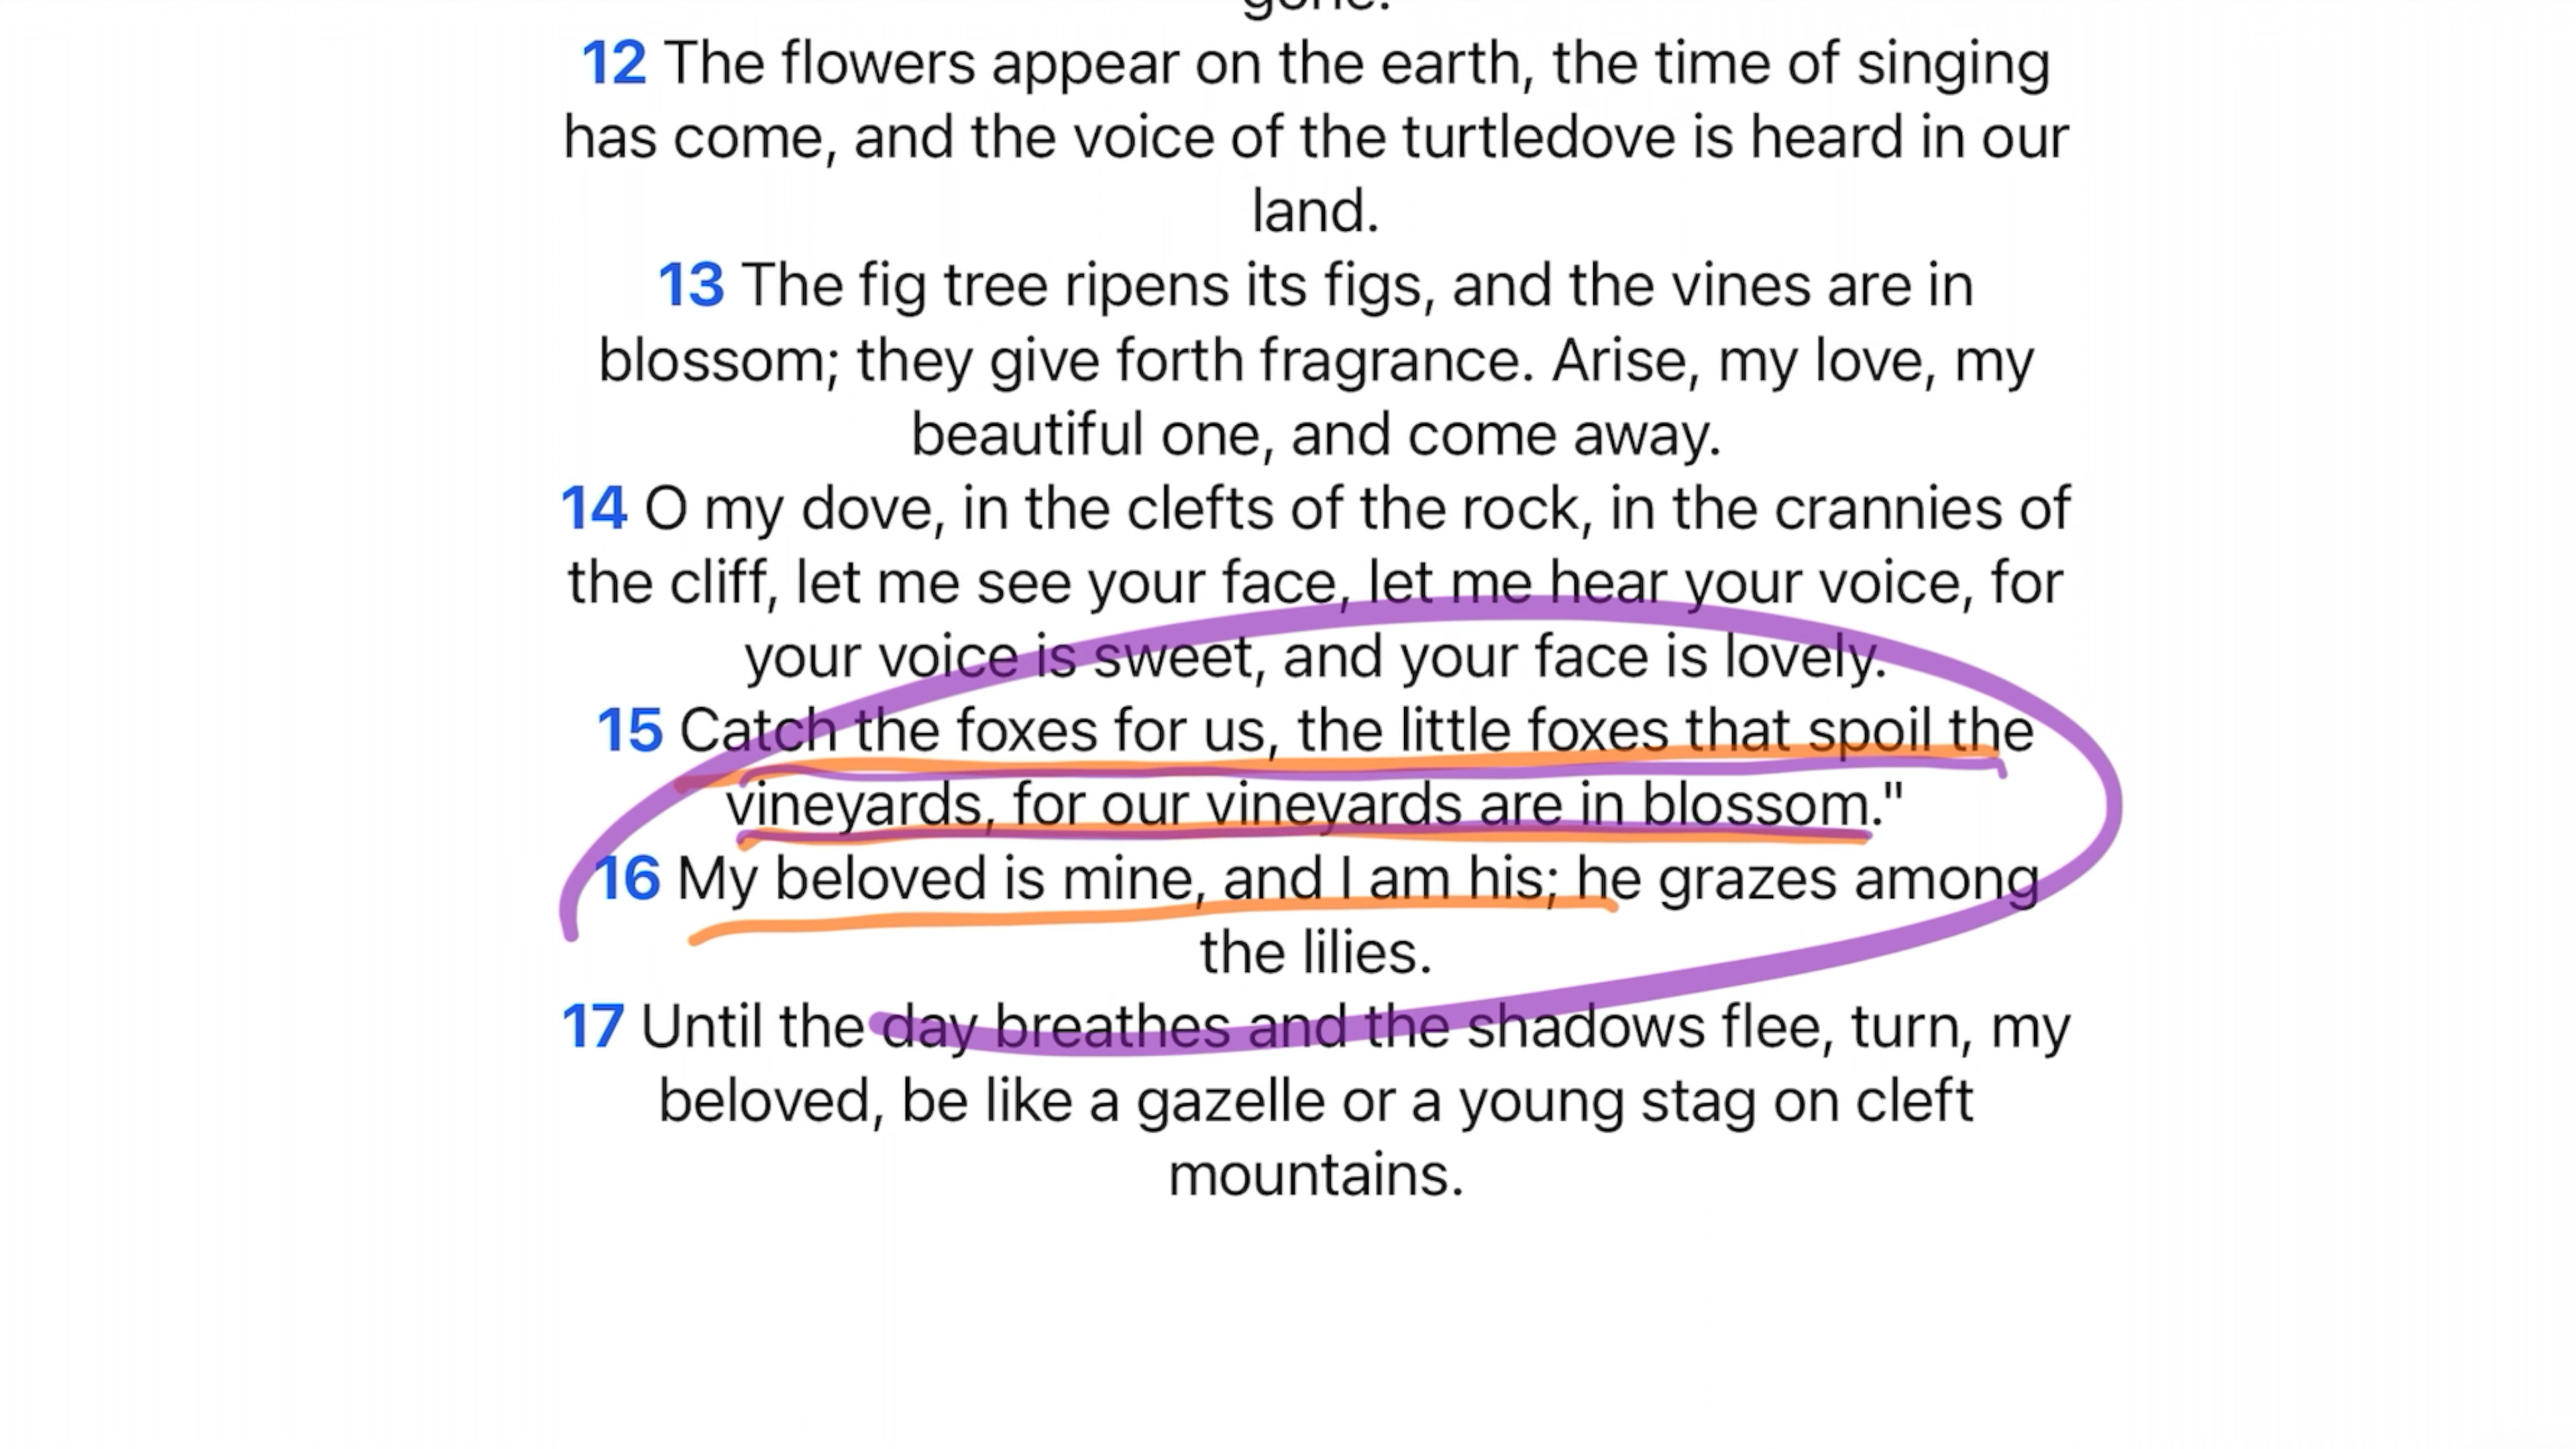 gone.
12 The flowers appear on the earth, the time of singing
has come, and the voice of the turtledove is heard in our
land.
13 The fig tree ripens its figs, and the vines are in
blossom; they give forth fragrance. Arise, my love, my
beautiful one, and come away.
14 O my dove, in the clefts of the rock, in the crannies of
the cliff, let me see your face, let me hear your voice, for
your voice is sweet, and your face is lovely.
15 Catch the foxes for us, the little foxes that spoil the
vineyards, for our vineyards are in blossom."
16 My beloved is mine, and I am his; he grazes among
the lilies.
17 Until the day breathes and the shadows flee, turn, my
beloved, be like a gazelle or a young stag on cleft
mountains.